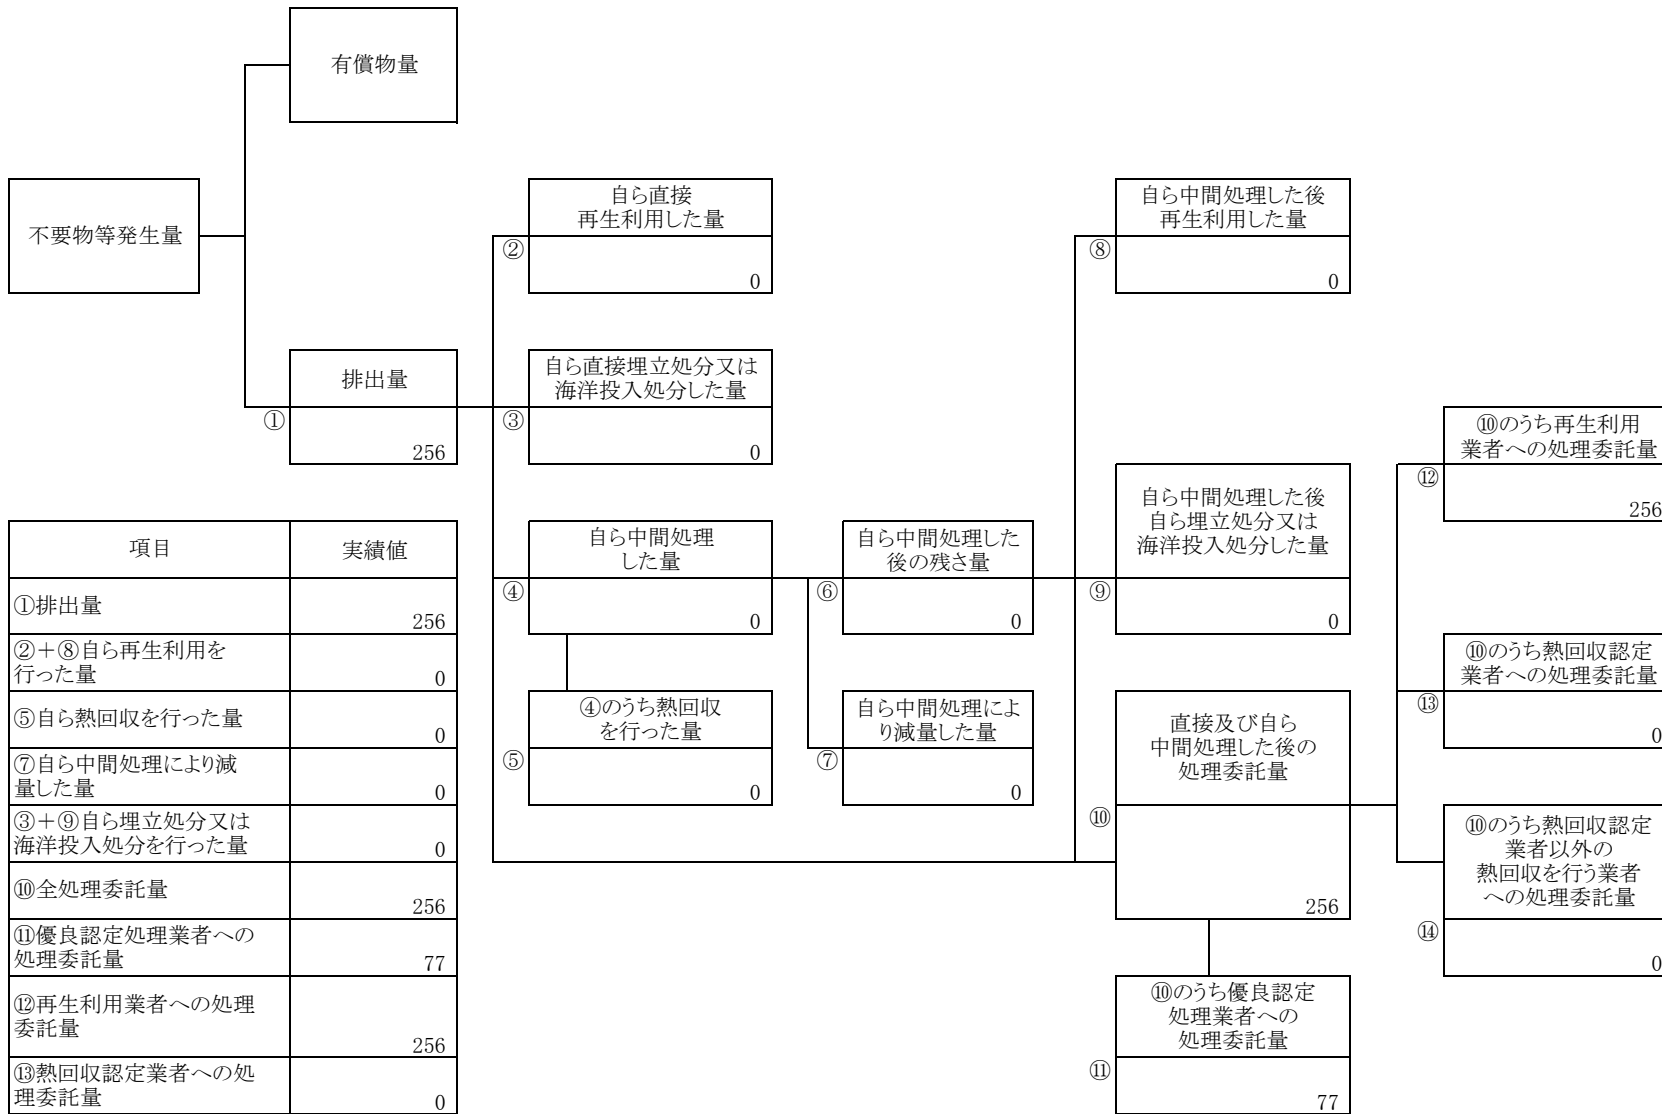 有償物量
不要物等発生量
自ら直接
再生利用した量
②
0
自ら中間処理した後
再生利用した量
⑧
0
排出量
①
256
自ら直接埋立処分又は
海洋投入処分した量
③
0
⑩のうち再生利用
業者への処理委託量
⑫
256
自ら中間処理
した量
④
0
自ら中間処理した
後の残さ量
⑥
0
自ら中間処理した後
自ら埋立処分又は
海洋投入処分した量
⑨
0
⑩のうち熱回収認定
業者への処理委託量
⑬
0
④のうち熱回収
を行った量
⑤
0
自ら中間処理によ
り減量した量
⑦
0
直接及び自ら
中間処理した後の
処理委託量
⑩
256
⑩のうち熱回収認定
業者以外の
熱回収を行う業者
への処理委託量
⑭
0
⑩のうち優良認定
処理業者への
処理委託量
⑪
77
項目 実績値
①排出量
256
②+⑧自ら再生利用を
行った量 0
⑤自ら熱回収を行った量
0
⑦自ら中間処理により減
量した量 0
③+⑨自ら埋立処分又は
海洋投入処分を行った量 0
⑩全処理委託量
256
⑪優良認定処理業者への
処理委託量 77
⑫再生利用業者への処理
委託量
256
⑬熱回収認定業者への処
理委託量 0